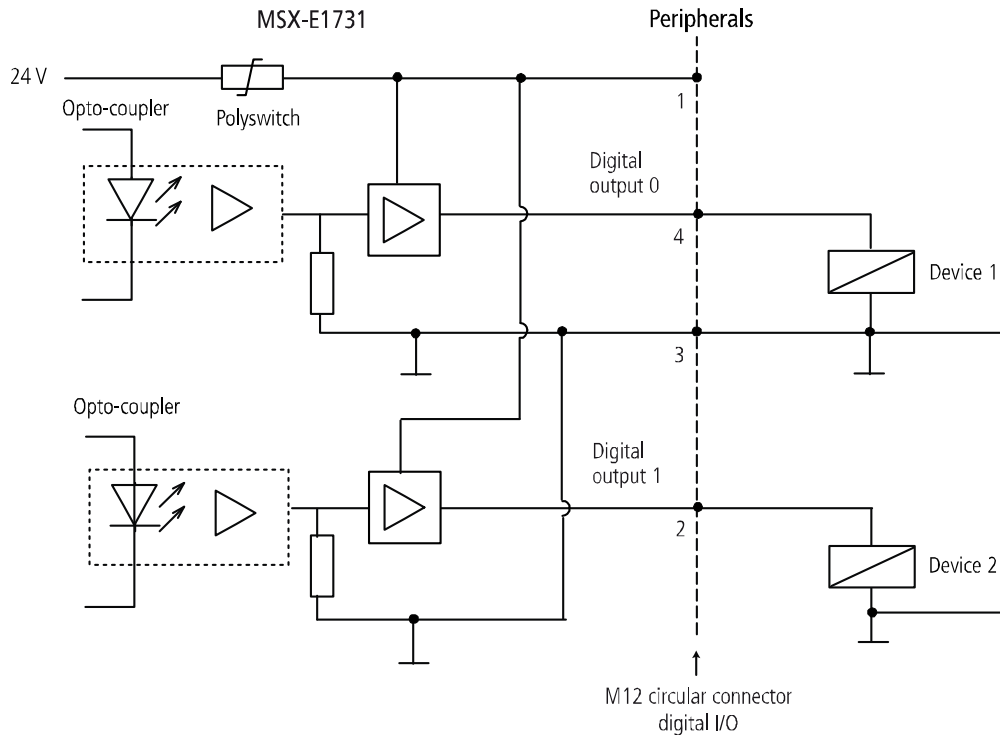 MSX-E1731
Peripherals
24 V
Opto-coupler
Polyswitch
1
Digital
output 0
4
Device 1
3
Opto-coupler
Digital
output 1
2
Device 2
M12 circular connector
digital I/O